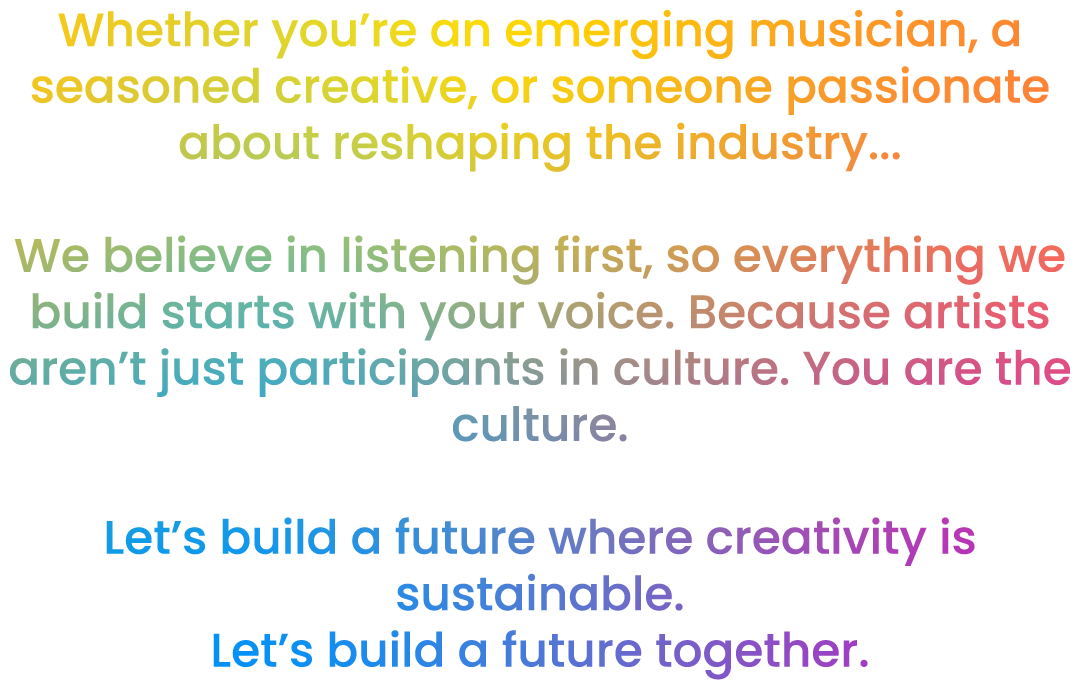 Whether you’re an emerging musician, a
seasoned creative, or someone passionate
about reshaping the industry...
We believe in listening first, so everything we
build starts with your voice. Because artists
aren’t just participants in culture. You are the
culture.
Let’s build a future where creativity is
sustainable.
Let’s build a future together.